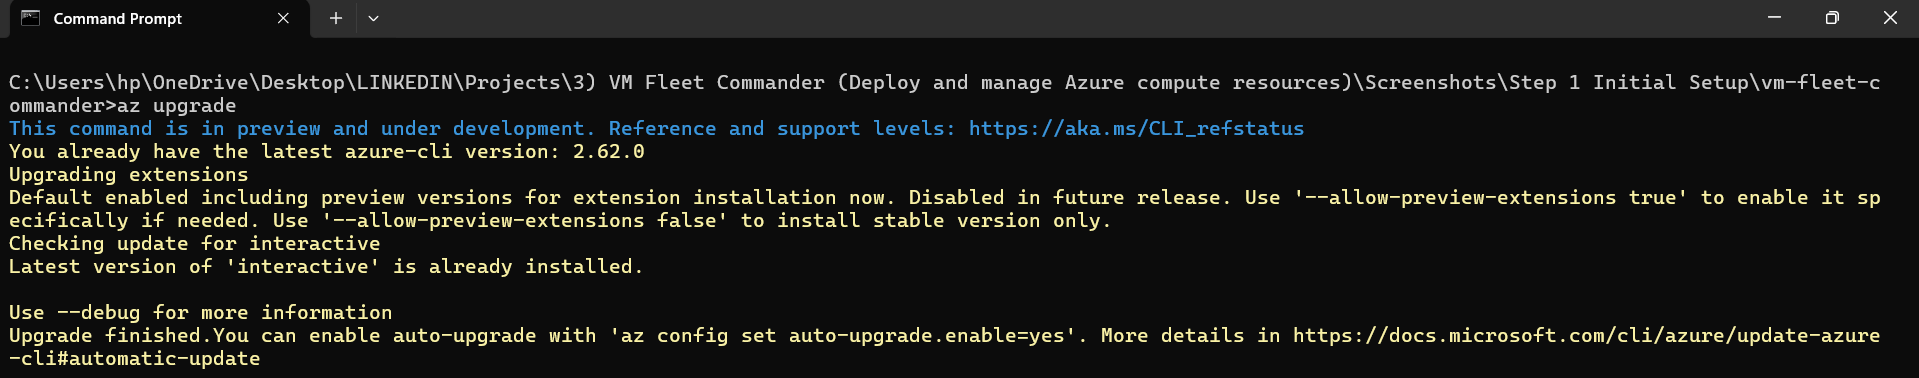 Command Prompt
C:\Users\hp\OneDrive\Desktop\LINKEDIN\Projects\3) VM Fleet Commander (Deploy and manage Azure compute resources)\Screenshots\Step 1 Initial Setup\vm-fleet-c
ommander>az upgrade
This command is in preview and under development. Reference and support levels: https://aka.ms/CLI_refstatus
You already have the latest azure-cli version: 2.62.0
Upgrading extensions
Default enabled including preview versions for extension installation now. Disabled in future release. Use '--allow-preview-extensions true' to enable it sp
ecifically if needed. Use '--allow-preview-extensions false' to install stable version only.
Checking update for interactive
Latest version of 'interactive' is already installed.
Use --debug for more information
Upgrade finished.You can enable auto-upgrade with 'az config set auto-upgrade.enable=yes'. More details in https://docs.microsoft.com/cli/azure/update-azure
-cli#automatic-update